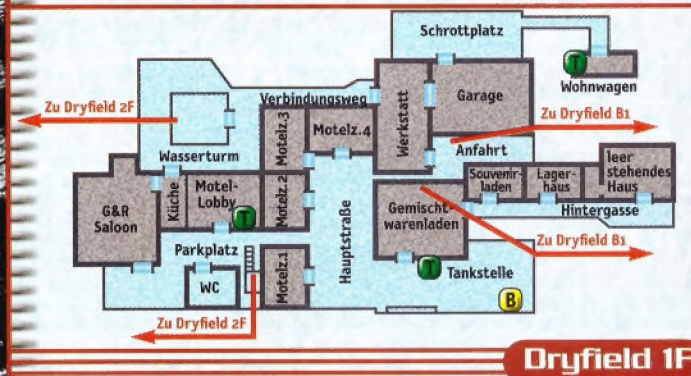 Schrottplatz
T
Wohnwagen
Garage
Zu Dryfield 2F
Verbindungsweg
Zu Dryfield B1
Motelz.3
Motelz.4
Werkstatt
Anfahrt
Wasserturm
Souvenir-
laden
Lager-
haus
leer
stehendes
Haus
G&R
Saloon
Küche
Motel-
Lobby
T
Motelz.2
Hauptstraße
Gemischt-
warenladen
Hintergasse
Zu Dryfield B1
Parkplatz
WC
Motelz.1
T
Tankstelle
B
Zu Dryfield 2F
Dryfield 1F